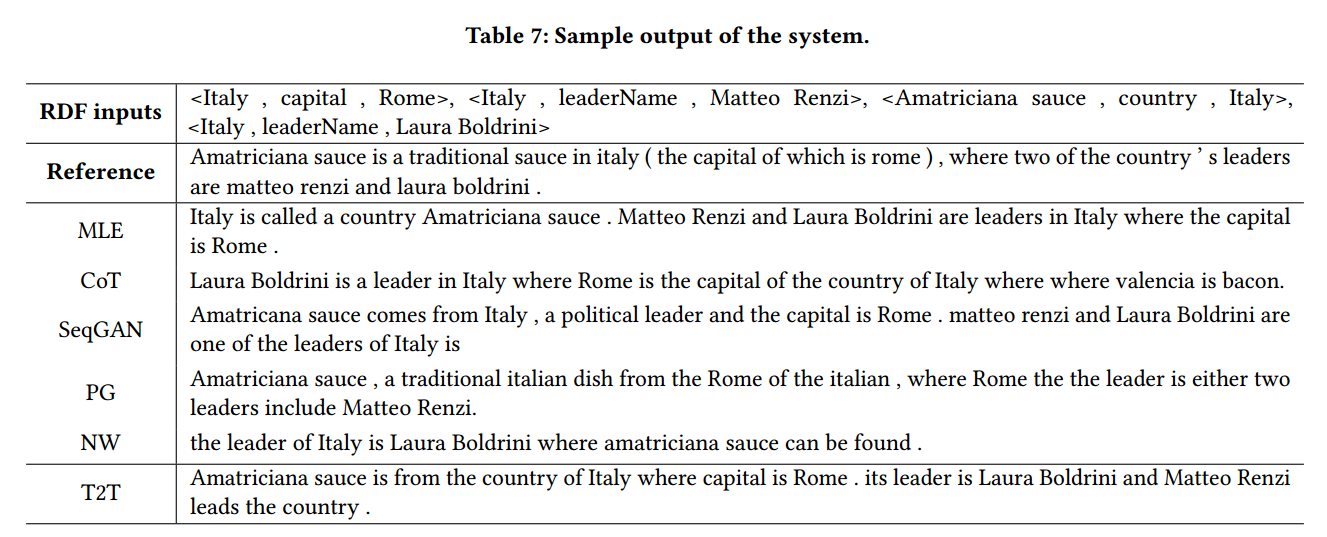 Table 7: Sample output of the system.
RDF inputs
<Italy , capital , Rome>, <Italy , leaderName , Matteo Renzi>, <Amatriciana sauce , country , Italy>,
<Italy , leaderName , Laura Boldrini>
Reference
Amatriciana sauce is a traditional sauce in italy ( the capital of which is rome ) , where two of the country ’ s leaders
are matteo renzi and laura boldrini .
MLE
Italy is called a country Amatriciana sauce . Matteo Renzi and Laura Boldrini are leaders in Italy where the capital
is Rome .
CoT
Laura Boldrini is a leader in Italy where Rome is the capital of the country of Italy where where valencia is bacon.
SeqGAN
Amatricana sauce comes from Italy , a political leader and the capital is Rome . matteo renzi and Laura Boldrini are
one of the leaders of Italy is
PG
Amatriciana sauce , a traditional italian dish from the Rome of the italian , where Rome the the leader is either two
leaders include Matteo Renzi.
NW
the leader of Italy is Laura Boldrini where amatriciana sauce can be found .
T2T
Amatriciana sauce is from the country of Italy where capital is Rome . its leader is Laura Boldrini and Matteo Renzi
leads the country .